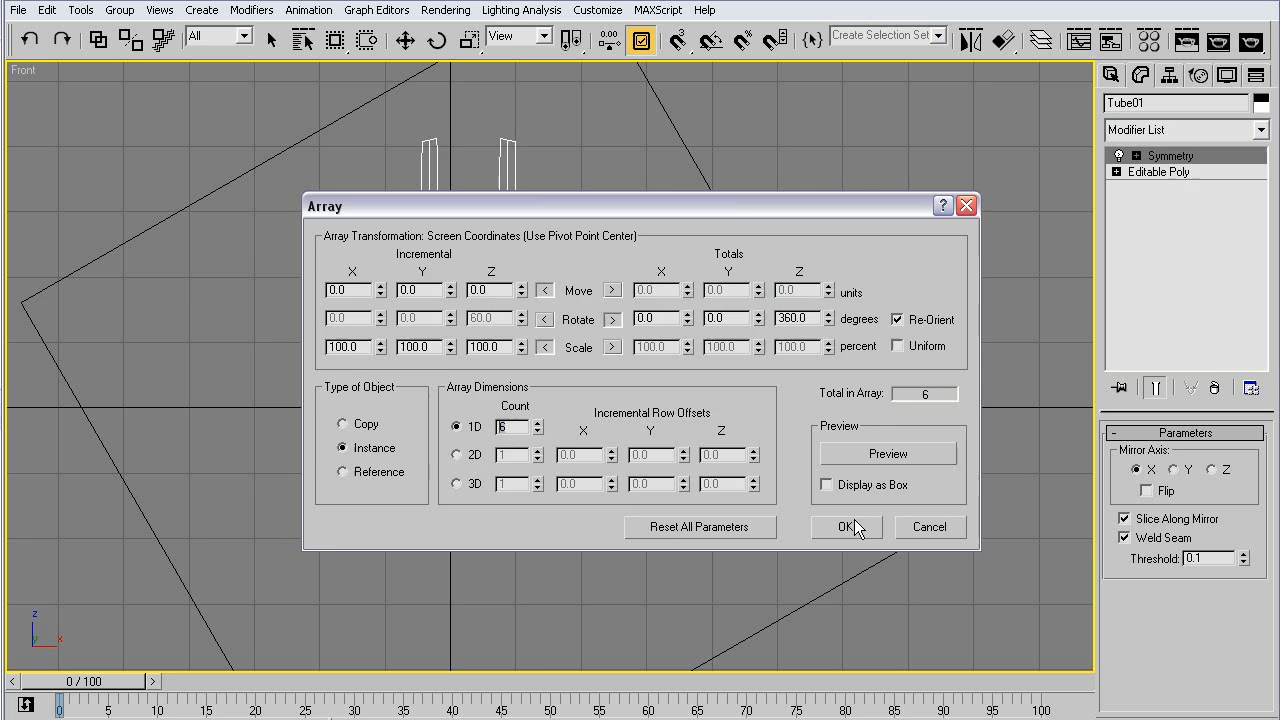 File Edit Tools Group Views Create Modifiers Animation Graph Editors Rendering Lighting Analysis Customize MAXScript Help
All View 0.00 Create Selection Set
Front
Tube01
Modifier List
Symmetry
Editable Poly
Array
Array Transformation: Screen Coordinates (Use Pivot Point Center)
Incremental Totals
X Y Z X Y Z
0.0 0.0 0.0 < Move > 0.0 0.0 0.0 units
0.0 0.0 60.0 < Rotate > 0.0 0.0 360.0 degrees Re-Orient
100.0 100.0 100.0 < Scale > 100.0 100.0 100.0 percent Uniform
Type of Object
Copy
Instance
Reference
Array Dimensions
Count Incremental Row Offsets
X Y Z
1D 6
2D 1 0.0 0.0 0.0
3D 1 0.0 0.0 0.0
Total in Array: 6
Preview
Preview
Display as Box
Reset All Parameters OK Cancel
- Parameters
Mirror Axis:
X Y Z
Flip
Slice Along Mirror
Weld Seam
Threshold: 0.1
z
y x
< 0 / 100 >
0 5 10 15 20 25 30 35 40 45 50 55 60 65 70 75 80 85 90 95 100